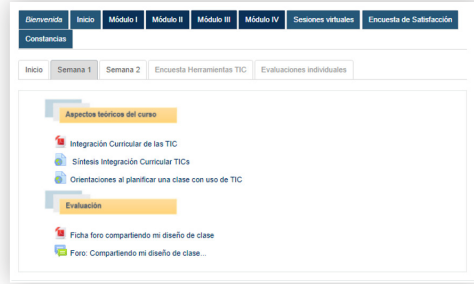 Bienvenida Inicio Módulo I Módulo II Módulo III Módulo IV Sesiones virtuales Encuesta de Satisfacción
Constancias
Inicio Semana 1 Semana 2 Encuesta Herramientas TIC Evaluaciones individuales
Aspectos teóricos del curso
Integración Curricular de las TIC
Síntesis Integración Curricular TICs
Orientaciones al planificar una clase con uso de TIC
Evaluación
Ficha foro compartiendo mi diseño de clase
Foro: Compartiendo mi diseño de clase...